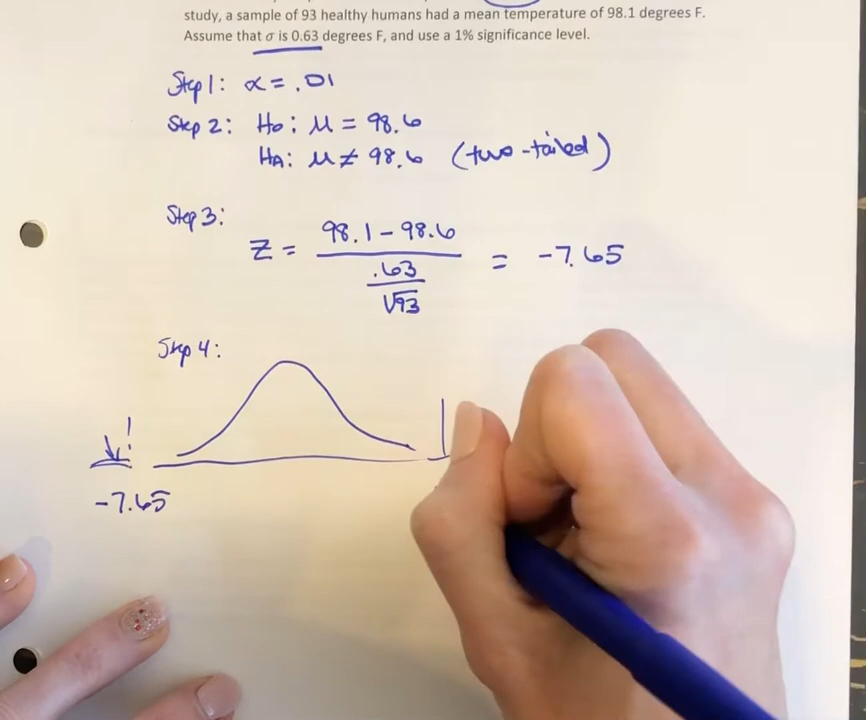 study, a sample of 93 healthy humans had a mean temperature of 98.1 degrees F.
Assume that σ is 0.63 degrees F, and use a 1% significance level.
Step 1: α = .01
Step 2: Ho: μ = 98.6
HA: μ ≠ 98.6 (two-tailed)
Step 3:
Z = 98.1 - 98.6 / .63 / √93 = -7.65
Step 4:
-7.65